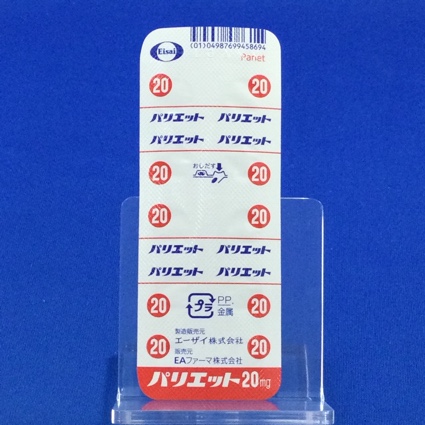 Eisai
(01)04987699458694
Pariet
20 20
パリエット パリエット
パリエット パリエット
おしだす
20 20
20 20
パリエット パリエット
パリエット パリエット
20 プラ PP、金属 20
製造販売元
エーザイ株式会社
20 20
販売元
EAファーマ株式会社
パリエット20mg